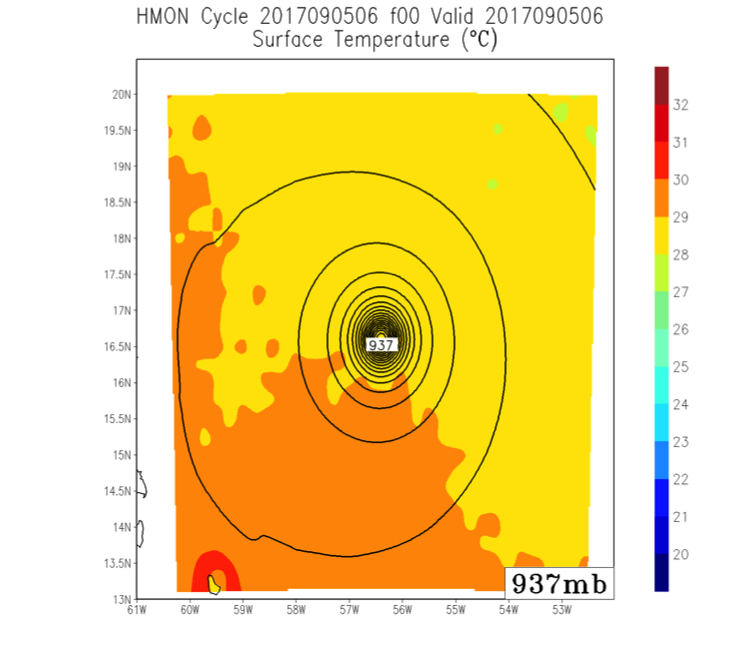 HMON Cycle 2017090506 f00 Valid 2017090506
Surface Temperature (°C)
20N
19.5N
19N
18.5N
18N
17.5N
17N
16.5N
16N
15.5N
15N
14.5N
14N
13.5N
13N
61W 60W 59W 58W 57W 56W 55W 54W 53W
937
937mb
32
31
30
29
28
27
26
25
24
23
22
21
20